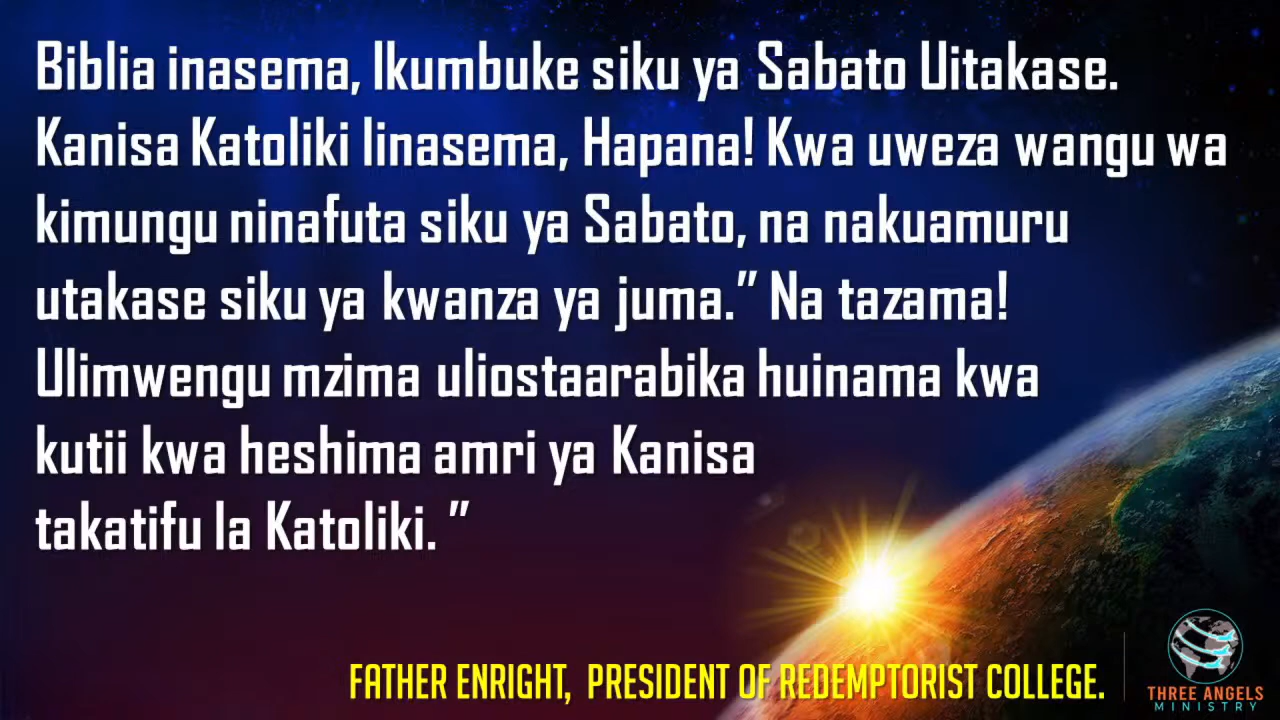 Biblia inasema, Ikumbuke siku ya Sabato Uitakase.
Kanisa Katoliki linasema, Hapana! Kwa uweza wangu wa
kimungu ninafuta siku ya Sabato, na nakuamuru
utakase siku ya kwanza ya juma.” Na tazama!
Ulimwengu mzima uliostaarabika huinama kwa
kutii kwa heshima amri ya Kanisa
takatifu la Katoliki. ”
FATHER ENRIGHT, PRESIDENT OF REDEMPTORIST COLLEGE.
THREE ANGELS
MINISTRY